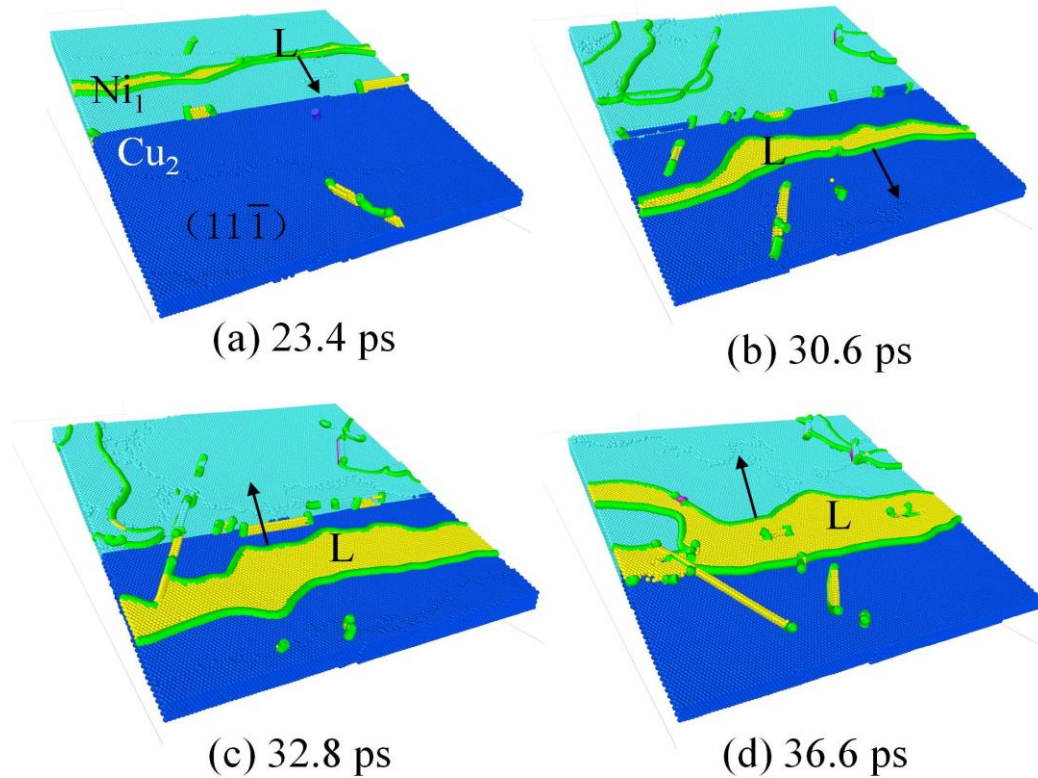 L
Ni₁
Cu₂
(111̄)
(a) 23.4 ps
L
(b) 30.6 ps
L
(c) 32.8 ps
L
(d) 36.6 ps